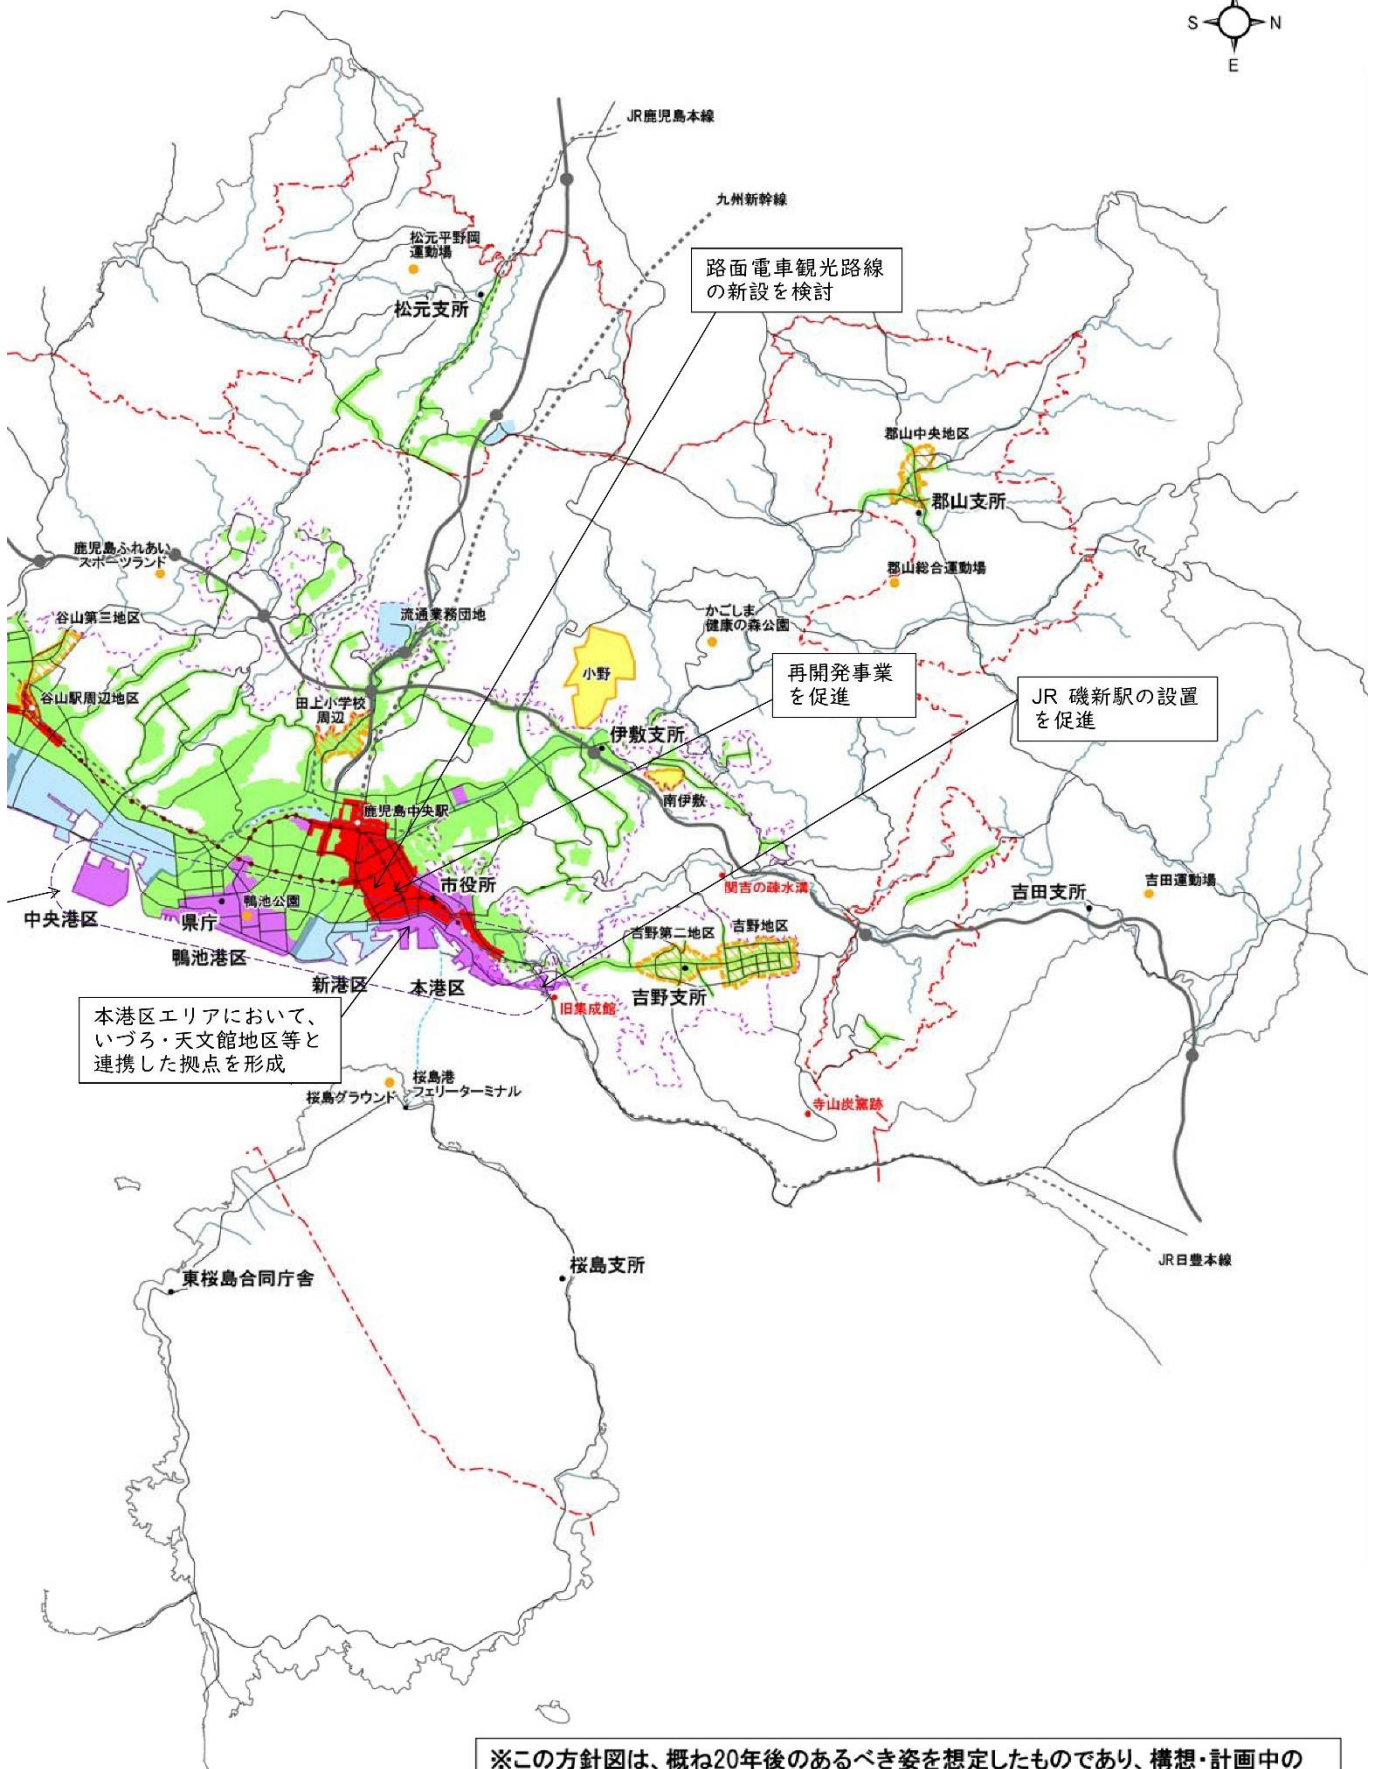 S
N
E
JR鹿児島本線
九州新幹線
松元平野岡
運動場
松元支所
路面電車観光路線
の新設を検討
郡山中央地区
郡山支所
鹿児島ふれあい
スポーツランド
郡山総合運動場
谷山第三地区
流通業務団地
かごしま
健康の森公園
小野
再開発事業
を促進
JR 磯新駅の設置
を促進
谷山駅周辺地区
田上小学校
周辺
伊敷支所
南伊敷
鹿児島中央駅
市役所
関吉の疎水溝
吉田支所
吉田運動場
中央港区
県庁
鴨池公園
鴨池港区
吉野第二地区
吉野地区
新港区
本港区
吉野支所
旧集成館
本港区エリアにおいて、
いづろ・天文館地区等と
連携した拠点を形成
桜島グラウンド
桜島港
フェリーターミナル
寺山炭窯跡
JR日豊本線
東桜島合同庁舎
桜島支所
※この方針図は、概ね20年後のあるべき姿を想定したものであり、構想・計画中の